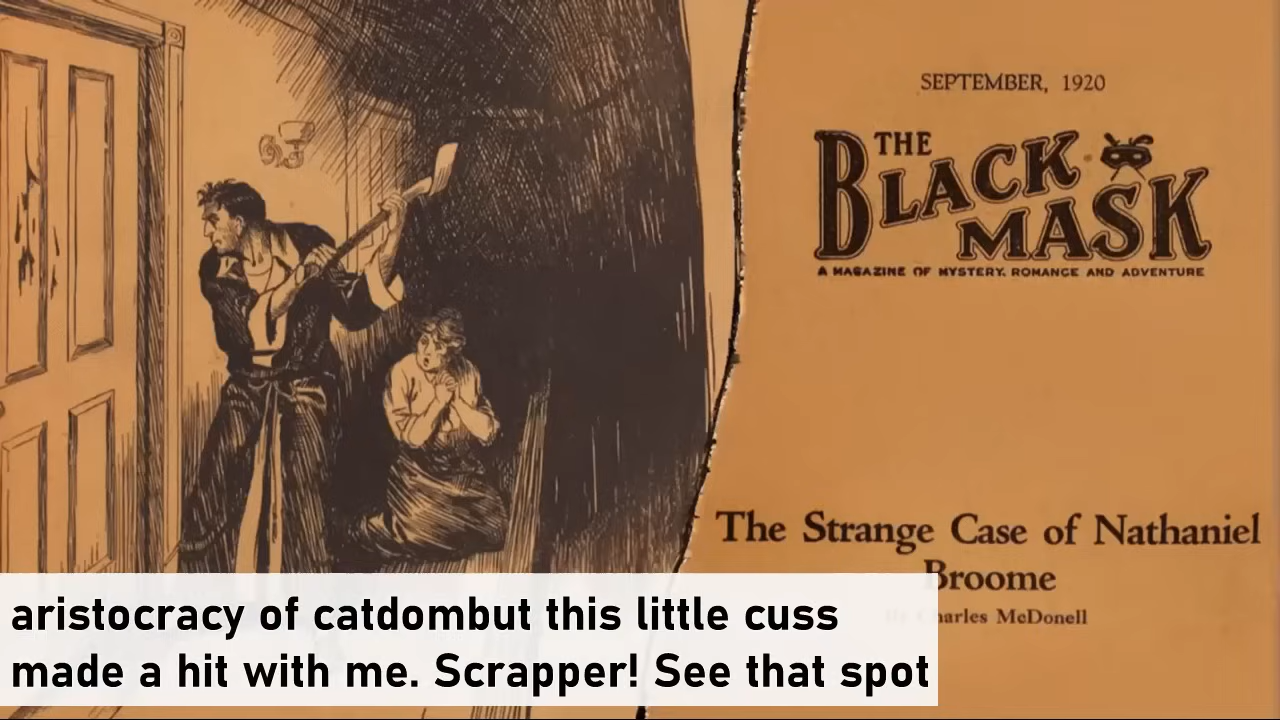 SEPTEMBER, 1920
THE
BLACK
MASK
A MAGAZINE OF MYSTERY, ROMANCE AND ADVENTURE
The Strange Case of Nathaniel
Broome
Charles McDonell
aristocracy of catdombut this little cuss
made a hit with me. Scrapper! See that spot